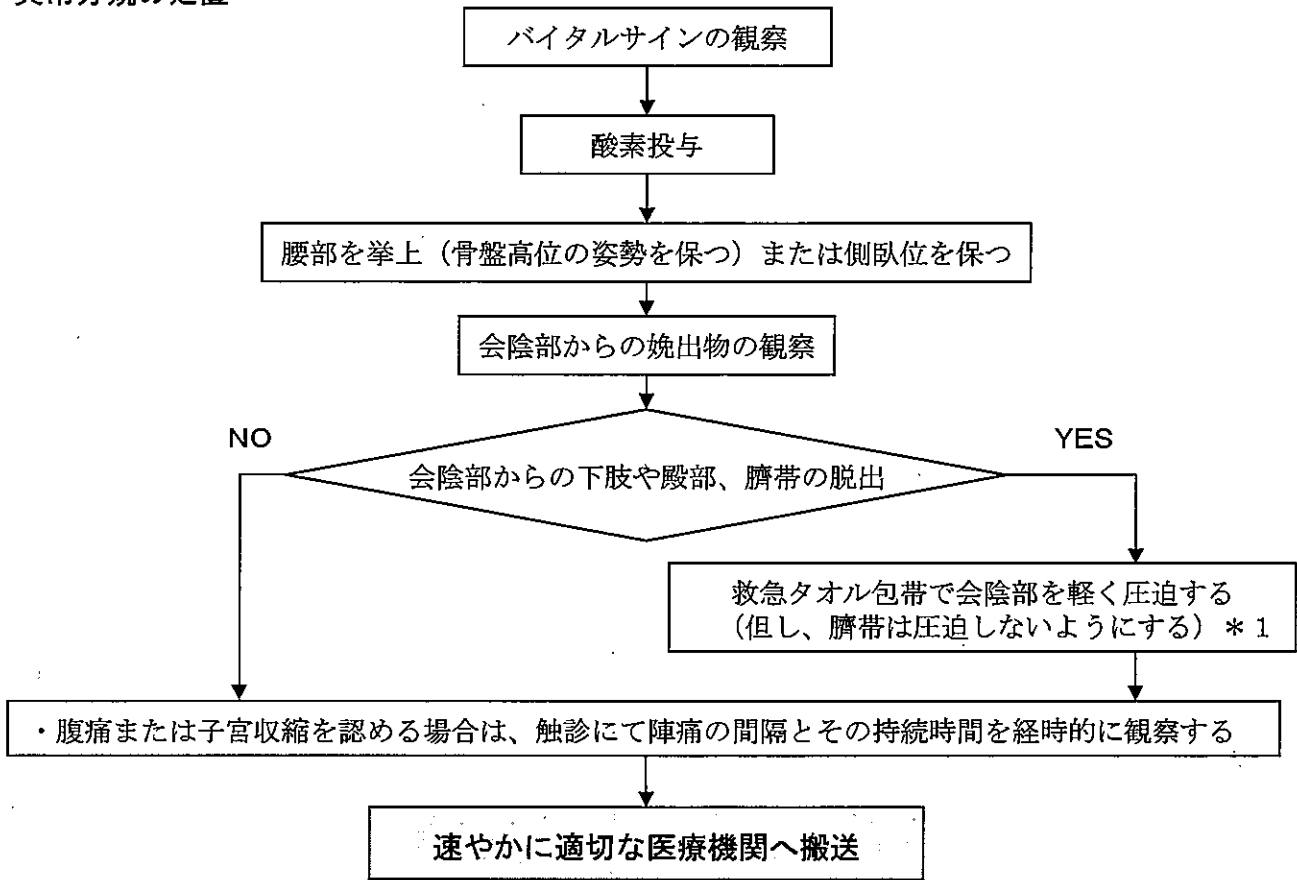 バイタルサインの観察
酸素投与
腰部を挙上（骨盤高位の姿勢を保つ）または側臥位を保つ
会陰部からの娩出物の観察
NO
YES
会陰部からの下肢や殿部、臍帯の脱出
救急タオル包帯で会陰部を軽く圧迫する
（但し、臍帯は圧迫しないようにする）＊１
・腹痛または子宮収縮を認める場合は、触診にて陣痛の間隔とその持続時間を経時的に観察する
速やかに適切な医療機関へ搬送